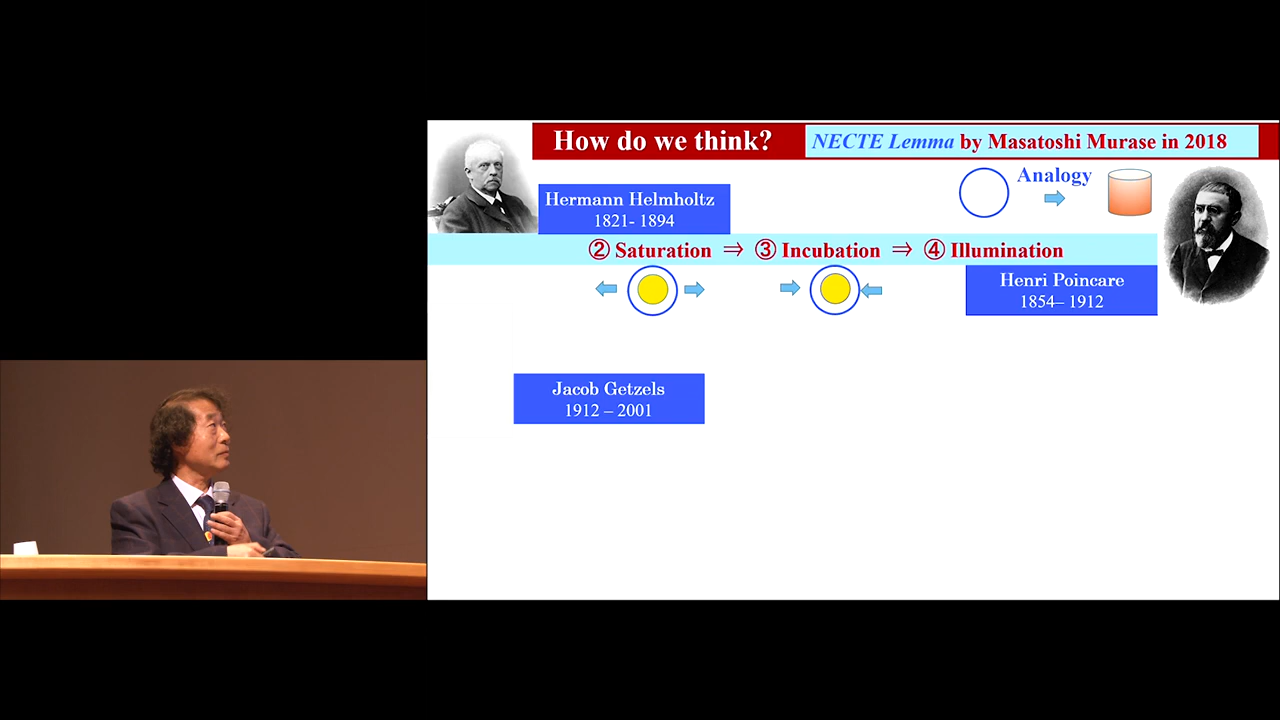 How do we think?
NECTE Lemma by Masatoshi Murase in 2018
Analogy
Hermann Helmholtz
1821- 1894
② Saturation ⇒ ③ Incubation ⇒ ④ Illumination
Henri Poincare
1854– 1912
Jacob Getzels
1912 – 2001